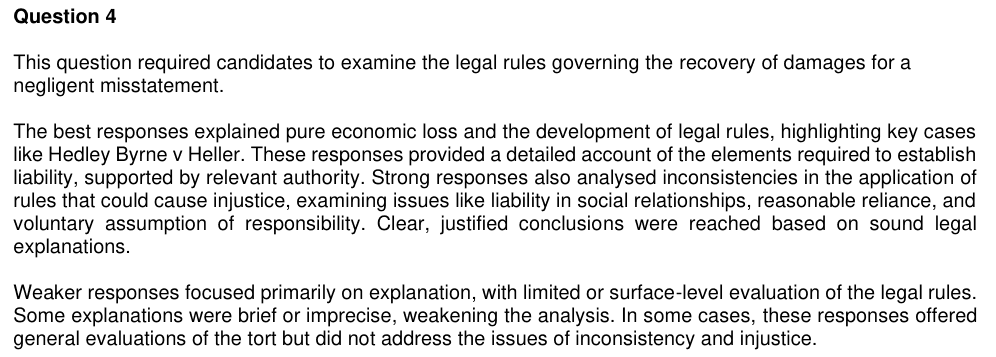 Question 4
This question required candidates to examine the legal rules governing the recovery of damages for a
negligent misstatement.
The best responses explained pure economic loss and the development of legal rules, highlighting key cases
like Hedley Byrne v Heller. These responses provided a detailed account of the elements required to establish
liability, supported by relevant authority. Strong responses also analysed inconsistencies in the application of
rules that could cause injustice, examining issues like liability in social relationships, reasonable reliance, and
voluntary assumption of responsibility. Clear, justified conclusions were reached based on sound legal
explanations.
Weaker responses focused primarily on explanation, with limited or surface-level evaluation of the legal rules.
Some explanations were brief or imprecise, weakening the analysis. In some cases, these responses offered
general evaluations of the tort but did not address the issues of inconsistency and injustice.